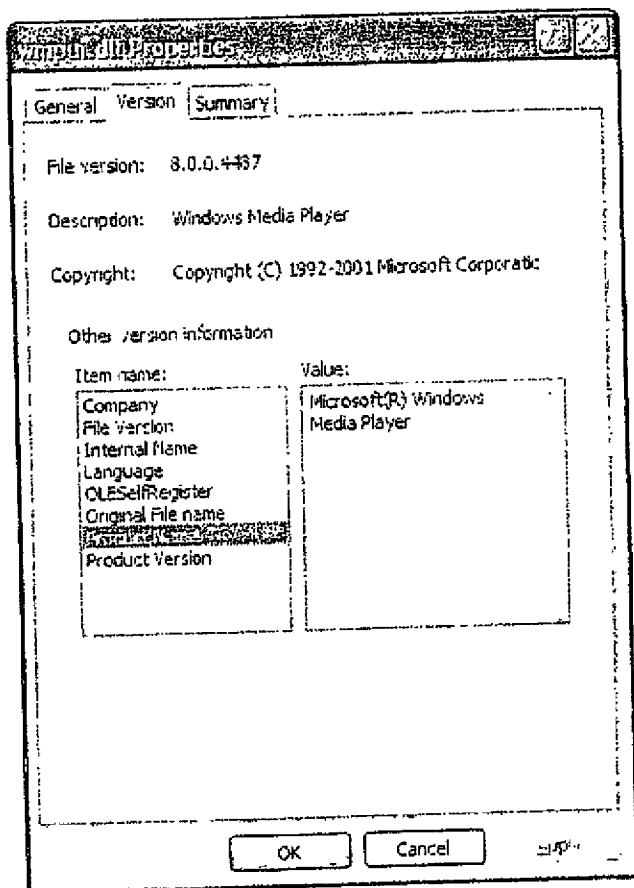 wmpui.dll Properties
General Version Summary
File version: 8.0.0.4487
Description: Windows Media Player
Copyright: Copyright (C) 1992-2001 Microsoft Corporatic
Other version information
Item name:
Value:
Company
File Version
Internal Name
Language
OLESelfRegister
Original File name
Product Version
Microsoft(R) Windows
Media Player
OK Cancel